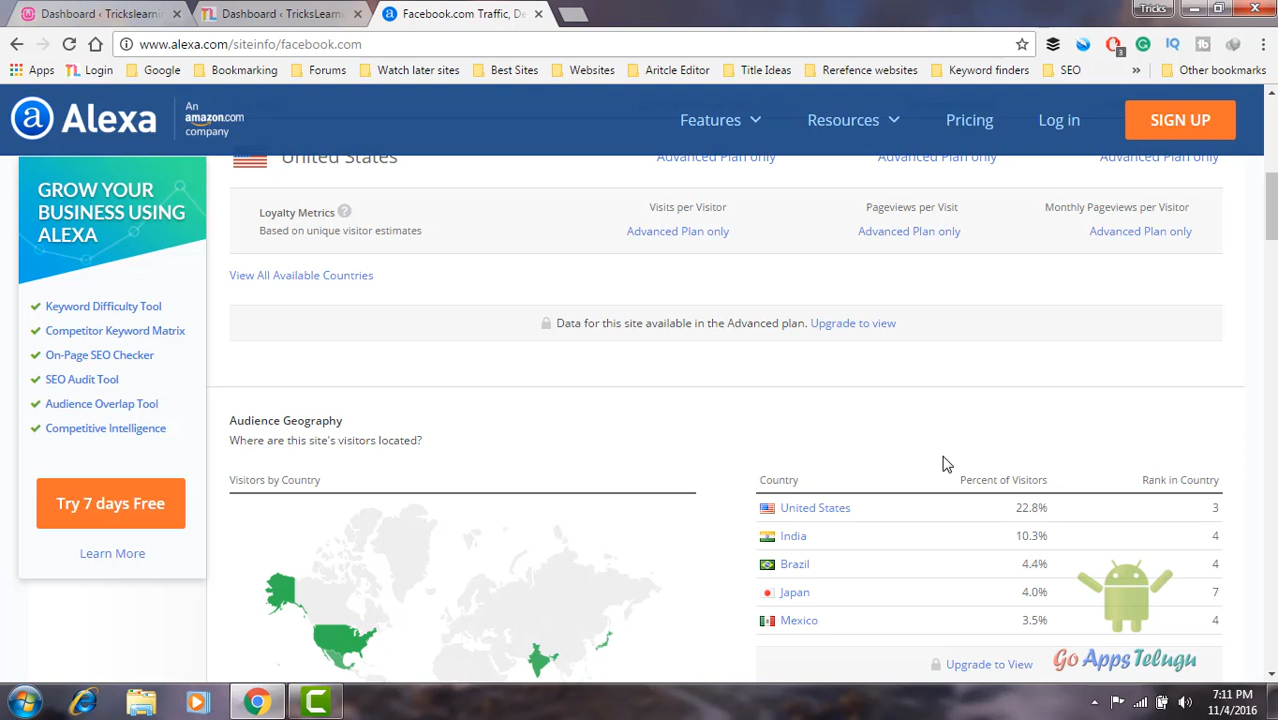 Dashboard ‹ Trickslearnin
Dashboard ‹ TricksLearn
Facebook.com Traffic, De
Tricks
www.alexa.com/siteinfo/facebook.com
3
Apps
Login
Google
Bookmarking
Forums
Watch later sites
Best Sites
Websites
Aritcle Editor
Title Ideas
Rerefence websites
Keyword finders
SEO
»
Other bookmarks
a Alexa
An
amazon.com
company
Features
Resources
Pricing
Log in
SIGN UP
United States
Advanced Plan only
Advanced Plan only
Advanced Plan only
GROW YOUR
BUSINESS USING
ALEXA
Keyword Difficulty Tool
Competitor Keyword Matrix
On-Page SEO Checker
SEO Audit Tool
Audience Overlap Tool
Competitive Intelligence
Try 7 days Free
Learn More
Loyalty Metrics ?
Based on unique visitor estimates
Visits per Visitor
Pageviews per Visit
Monthly Pageviews per Visitor
Advanced Plan only
Advanced Plan only
Advanced Plan only
View All Available Countries
Data for this site available in the Advanced plan. Upgrade to view
Audience Geography
Where are this site's visitors located?
Visitors by Country
Country Percent of Visitors Rank in Country
United States 22.8% 3
India 10.3% 4
Brazil 4.4% 4
Japan 4.0% 7
Mexico 3.5% 4
Upgrade to View
Go AppsTelugu
7:11 PM
11/4/2016